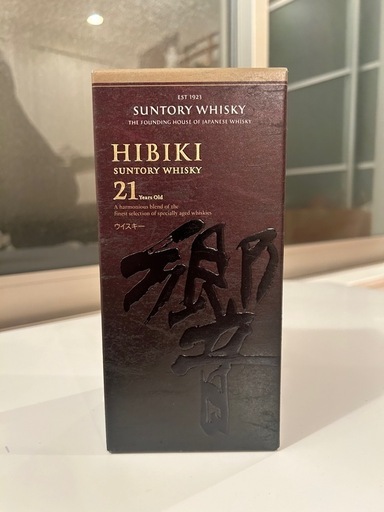 EST 1923
SUNTORY WHISKY
THE FOUNDING HOUSE OF JAPANESE WHISKY
HIBIKI
SUNTORY WHISKY
21 Years Old
A harmonious blend of the
finest selection of specially aged whiskies
ウイスキー
響